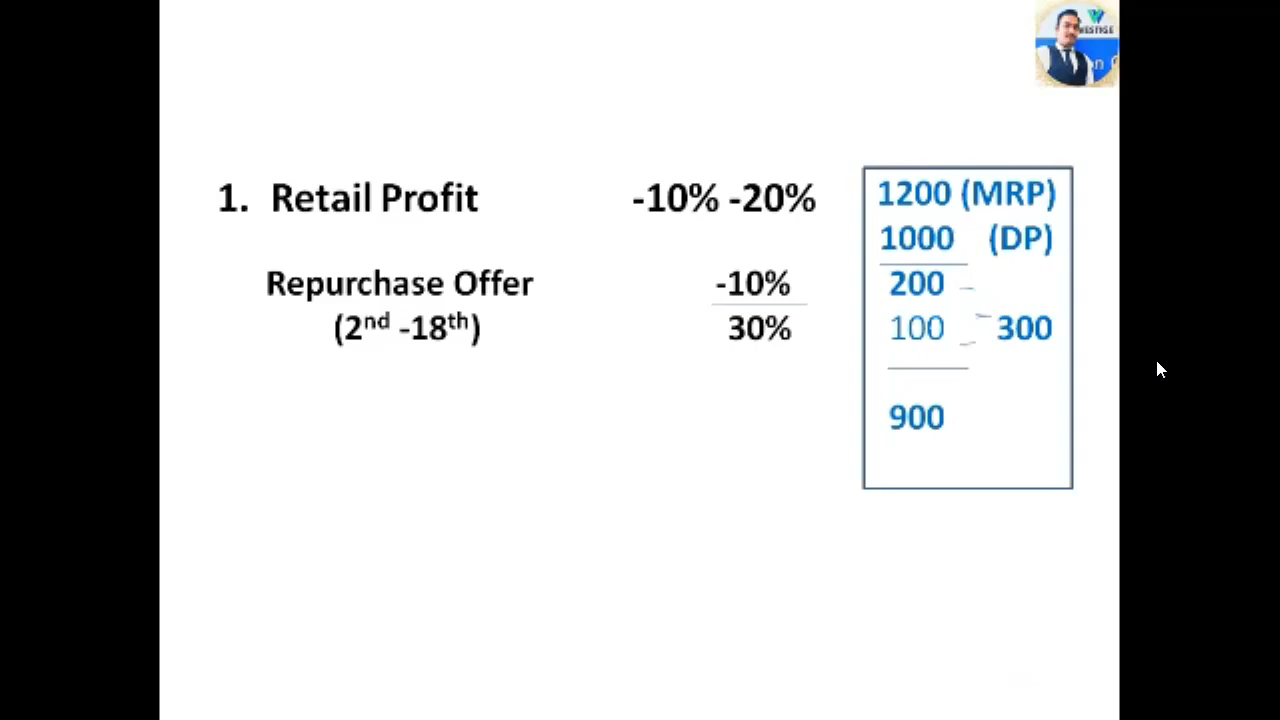 VESTIGE
1. Retail Profit -10% -20%
Repurchase Offer -10%
(2nd -18th) 30%
1200 (MRP)
1000 (DP)
200
100 300
900